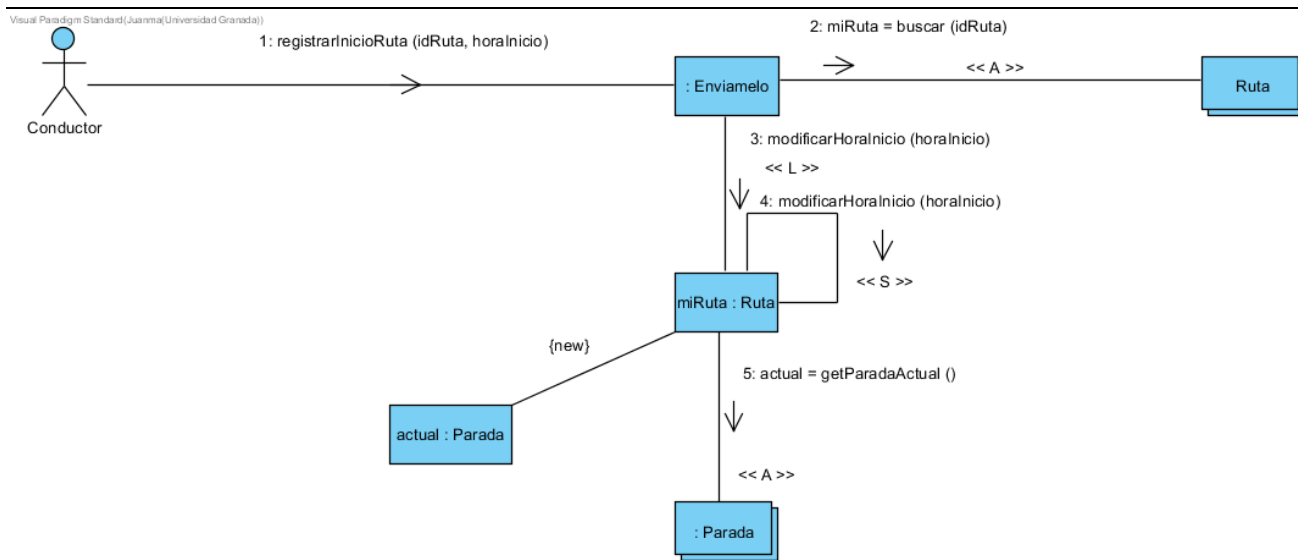 Visual Paradigm Standard(Juanma(Universidad Granada))
1: registrarInicioRuta (idRuta, horaInicio)
2: miRuta = buscar (idRuta)
<< A >>
: Enviamelo
Ruta
Conductor
3: modificarHoraInicio (horaInicio)
<< L >>
4: modificarHoraInicio (horaInicio)
<< S >>
miRuta : Ruta
{new}
5: actual = getParadaActual ()
actual : Parada
<< A >>
: Parada